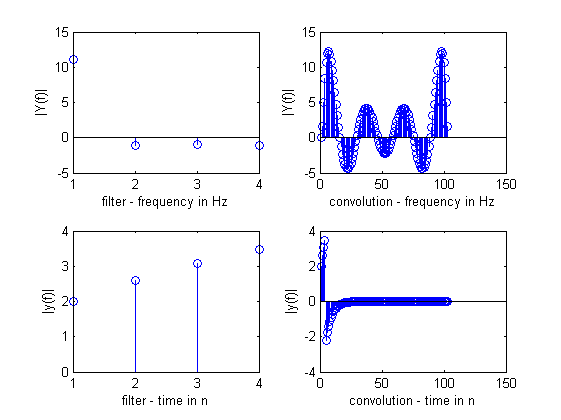 15
10
5
0
-5
|Y(f)|
1 2 3 4
filter - frequency in Hz
15
10
5
0
-5
|Y(f)|
0 50 100 150
convolution - frequency in Hz
4
3
2
1
0
|y(f)|
1 2 3 4
filter - time in n
4
2
0
-2
-4
|y(f)|
0 50 100 150
convolution - time in n